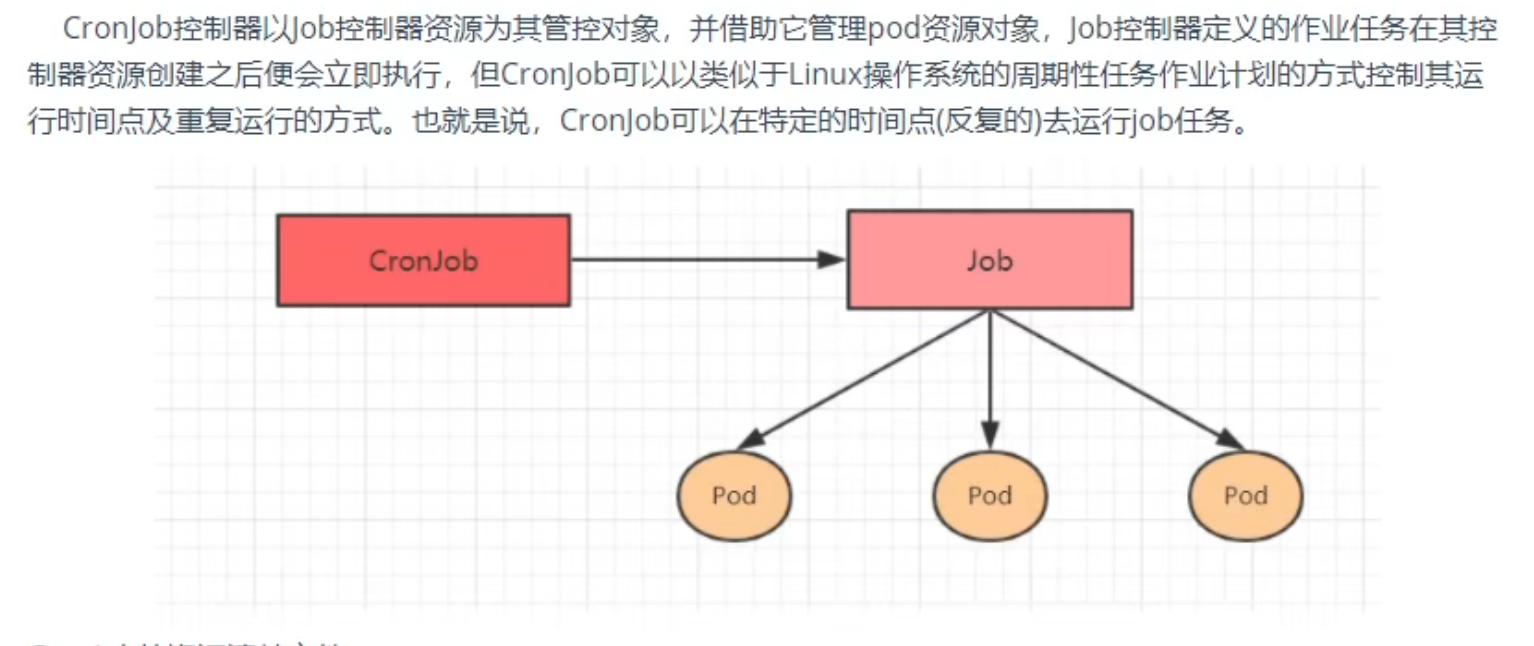 CronJob控制器以Job控制器资源为其管控对象，并借助它管理pod资源对象，Job控制器定义的作业任务在其控
制器资源创建之后便会立即执行，但CronJob可以以类似于Linux操作系统的周期性任务作业计划的方式控制其运
行时间点及重复运行的方式。也就是说，CronJob可以在特定的时间点(反复的)去运行job任务。
CronJob
Job
Pod
Pod
Pod